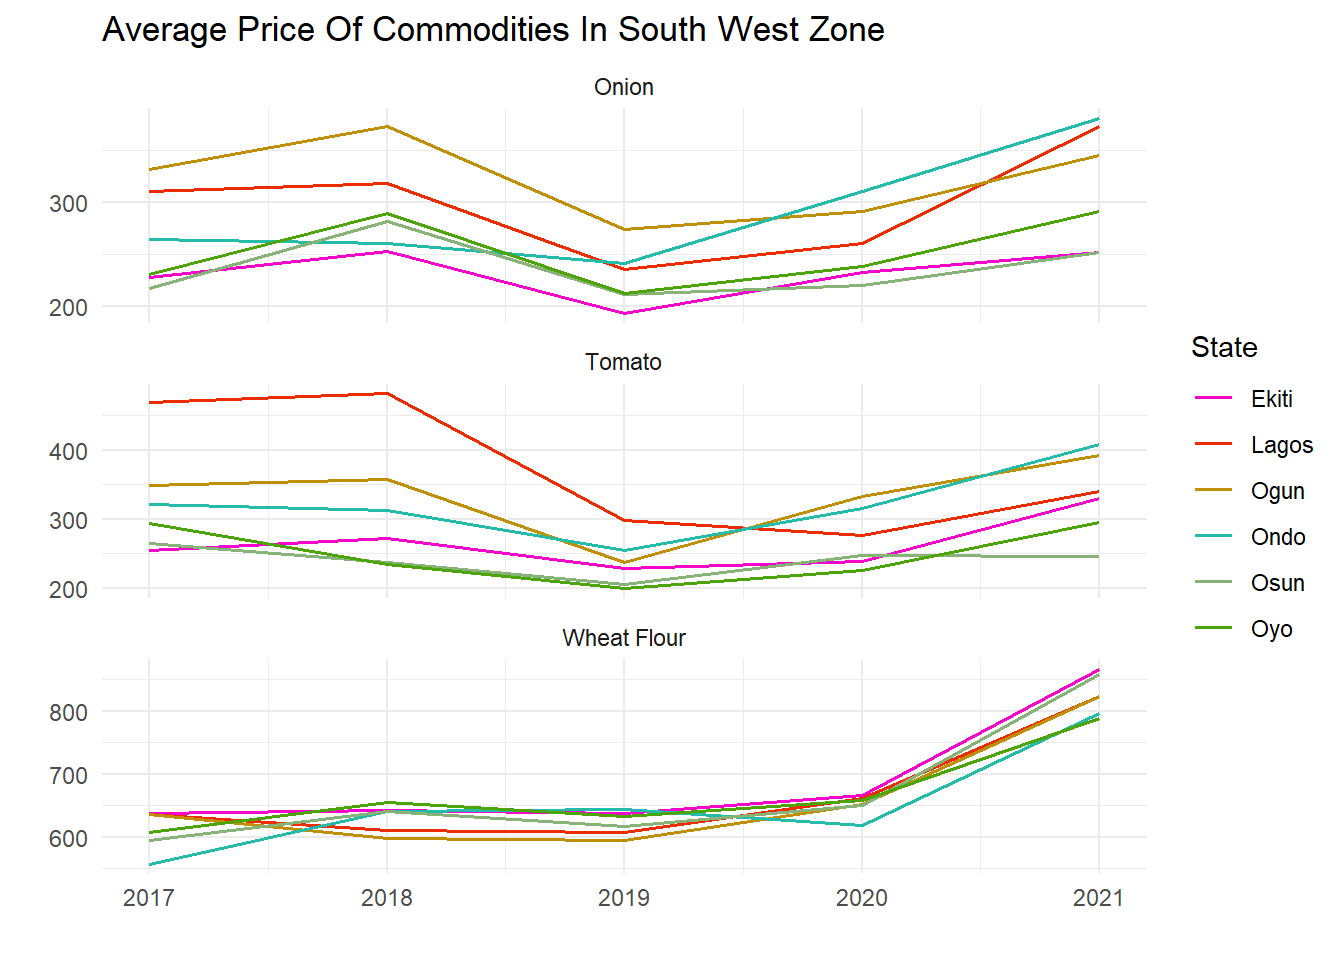 Average Price Of Commodities In South West Zone
Onion
300
200
Tomato
400
300
200
Wheat Flour
800
700
600
2017 2018 2019 2020 2021
State
Ekiti
Lagos
Ogun
Ondo
Osun
Oyo